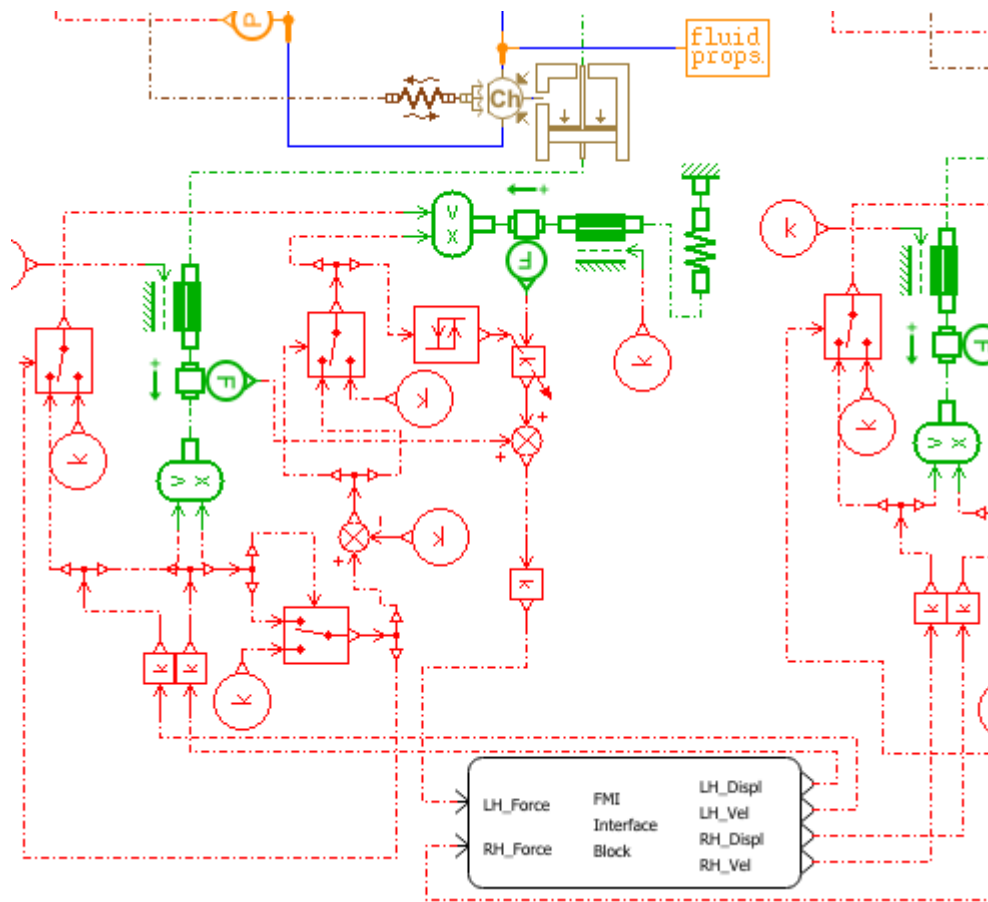 P
fluid
props.
Ch
V
X
k
F
k
F
k
k
k
F
k
k
V X
V X
k
k
k
k k
k k
k
LH_Displ
LH_Force
FMI
LH_Vel
Interface
RH_Displ
RH_Force
Block
RH_Vel